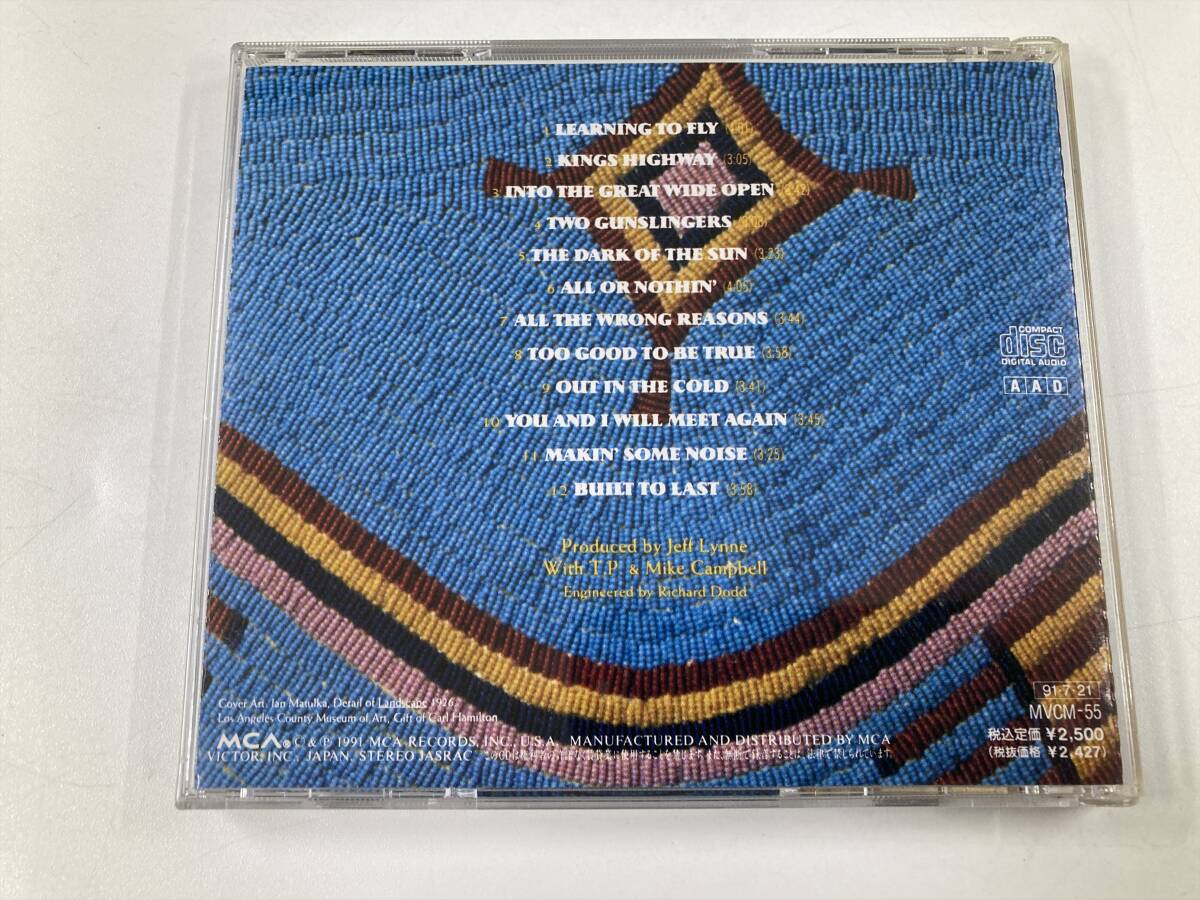 1 LEARNING TO FLY (4:01)
2 KINGS HIGHWAY (3:05)
3 INTO THE GREAT WIDE OPEN (3:42)
4 TWO GUNSLINGERS (3:08)
5 THE DARK OF THE SUN (3:23)
6 ALL OR NOTHIN' (4:05)
7 ALL THE WRONG REASONS (3:44)
8 TOO GOOD TO BE TRUE (3:58)
9 OUT IN THE COLD (3:41)
10 YOU AND I WILL MEET AGAIN (3:45)
11 MAKIN' SOME NOISE (3:25)
12 BUILT TO LAST (3:58)
Produced by Jeff Lynne
With T.P. & Mike Campbell
Engineered by Richard Dodd
COMPACT
disc
DIGITAL AUDIO
A A D
Cover Art. Jan Matulka, Detail of Landscape 1926
Los Angeles County Museum of Art, Gift of Carl Hamilton
MCA® © & ℗ 1991 MCA RECORDS, INC. U.S.A. MANUFACTURED AND DISTRIBUTED BY MCA
VICTOR, INC. JAPAN. STEREO JASRAC
91·7·21
MVCM-55
税込定価 ¥2,500
(税抜価格 ¥2,427)